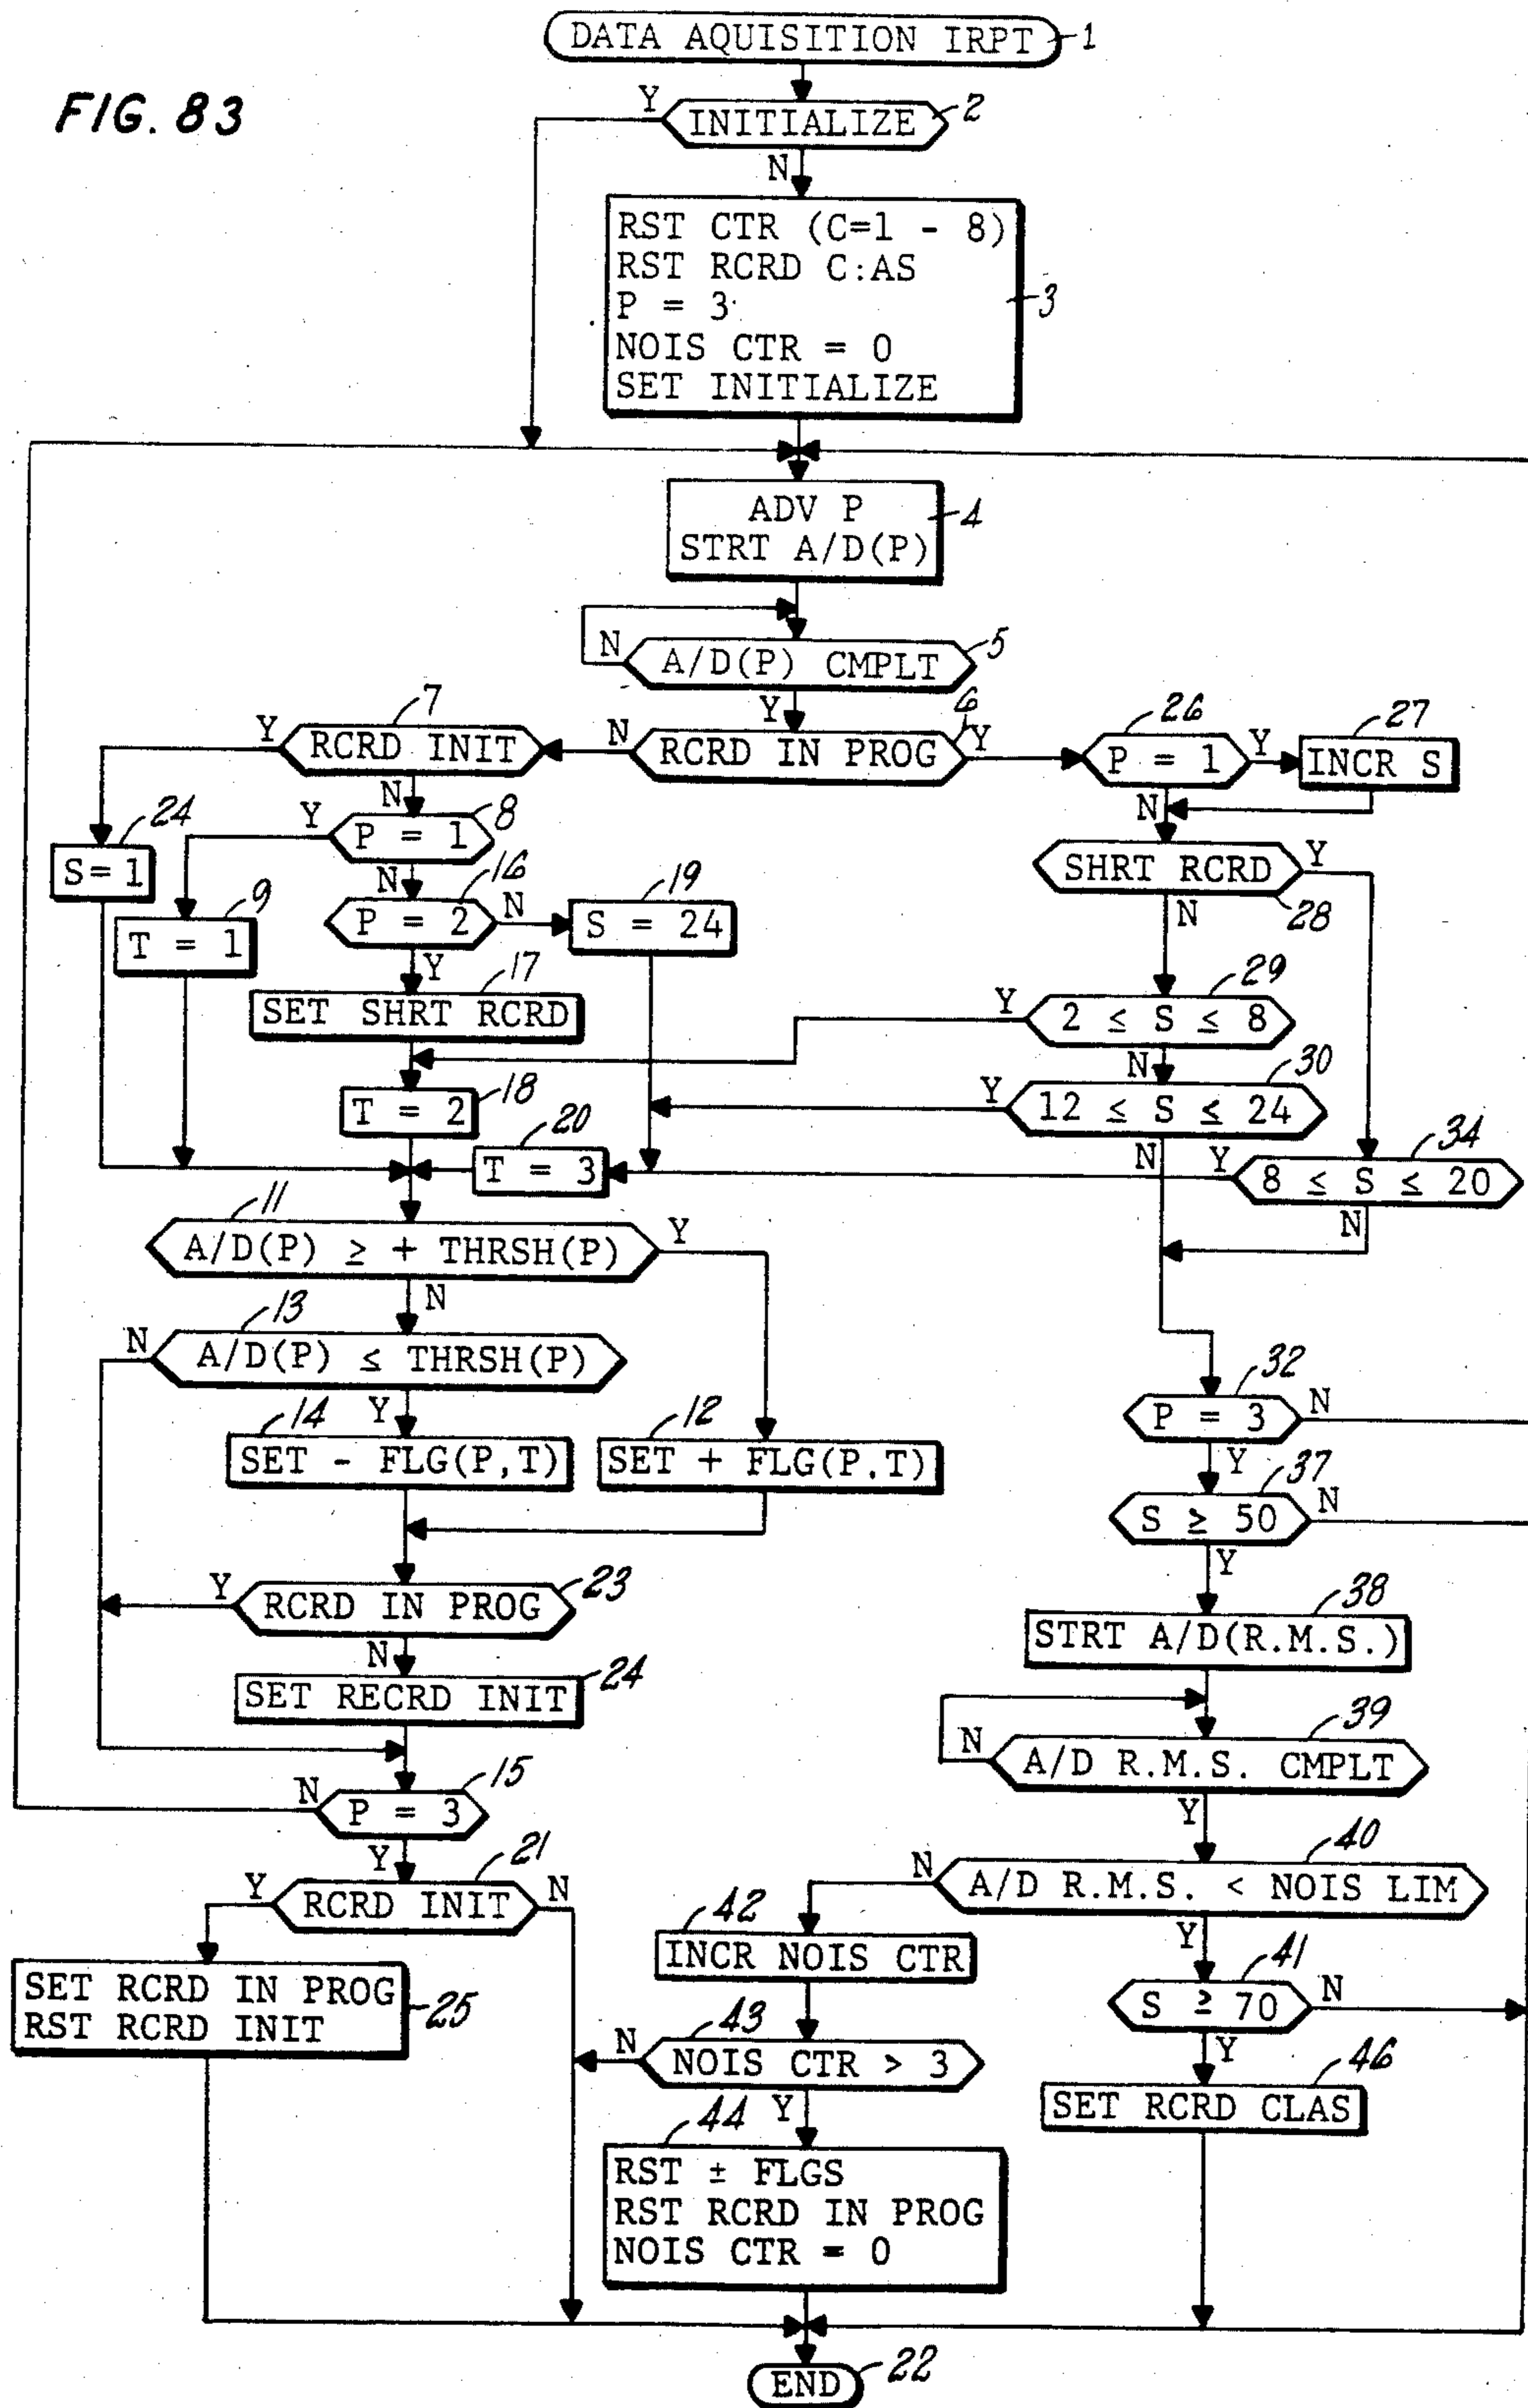 FIG. 83
DATA AQUISITION IRPT 1
Y INITIALIZE 2
N
RST CTR (C=1 - 8)
RST RCRD C:AS
P = 3
NOIS CTR = 0
SET INITIALIZE
3
ADV P
STRT A/D(P)
4
N A/D(P) CMPLT 5
Y
Y RCRD INIT 7
N RCRD IN PROG 6 Y
P = 1 26 Y
INCR S 27
N
N
Y P = 1 8
24
S=1
SHRT RCRD Y
28
N
N
9
T = 1
P = 2 16 N
19
S = 24
Y
17
SET SHRT RCRD
Y 2 ≤ S ≤ 8 29
N
T = 2 18
Y 12 ≤ S ≤ 24 30
N
20
T = 3
Y 8 ≤ S ≤ 20 34
N
11
A/D(P) ≥ + THRSH(P) Y
N
13
N A/D(P) ≤ THRSH(P)
Y
P = 3 32 N
Y
14
SET - FLG(P,T)
12
SET + FLG(P.T)
S ≥ 50 37 N
Y
Y RCRD IN PROG 23
N
STRT A/D(R.M.S.) 38
SET RECRD INIT 24
N A/D R.M.S. CMPLT 39
Y
N P = 3 15
Y
Y RCRD INIT 21 N
N A/D R.M.S. < NOIS LIM 40
Y
42
INCR NOIS CTR
S ≥ 70 41 N
Y
SET RCRD IN PROG
RST RCRD INIT
25
N NOIS CTR > 3 43
Y
SET RCRD CLAS 46
44
RST ± FLGS
RST RCRD IN PROG
NOIS CTR = 0
END 22